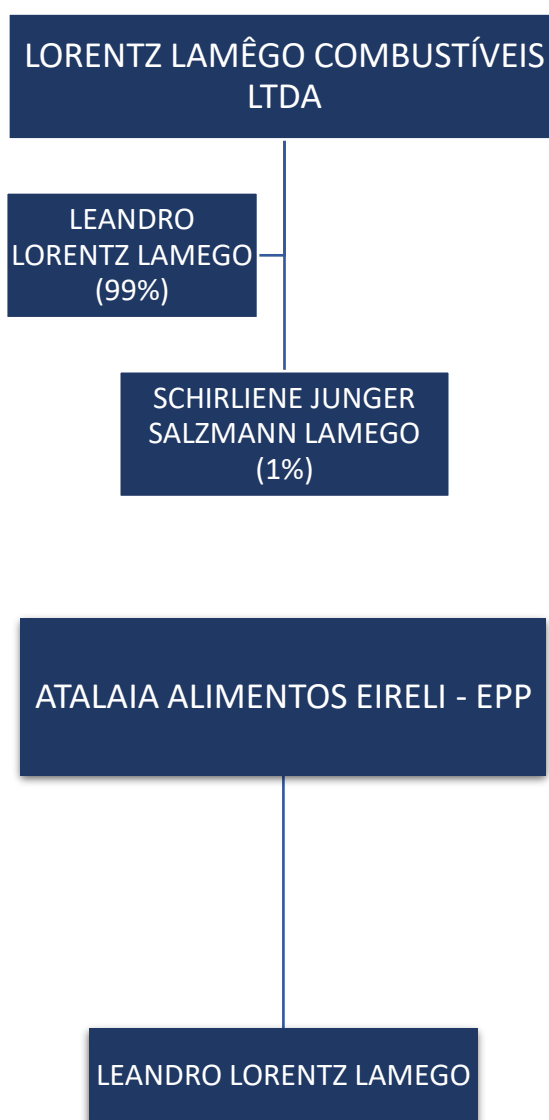 LORENTZ LAMÊGO COMBUSTÍVEIS
LTDA
LEANDRO
LORENTZ LAMEGO
(99%)
SCHIRLIENE JUNGER
SALZMANN LAMEGO
(1%)
ATALAIA ALIMENTOS EIRELI - EPP
LEANDRO LORENTZ LAMEGO